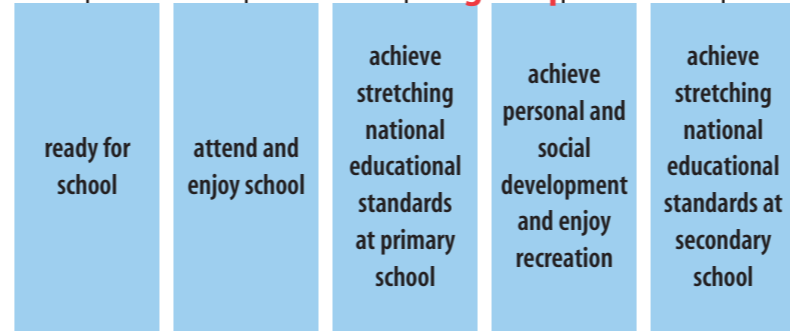 ready for
school
attend and
enjoy school
achieve
stretching
national
educational
standards
at primary
school
achieve
personal and
social
development
and enjoy
recreation
achieve
stretching
national
educational
standards at
secondary
school